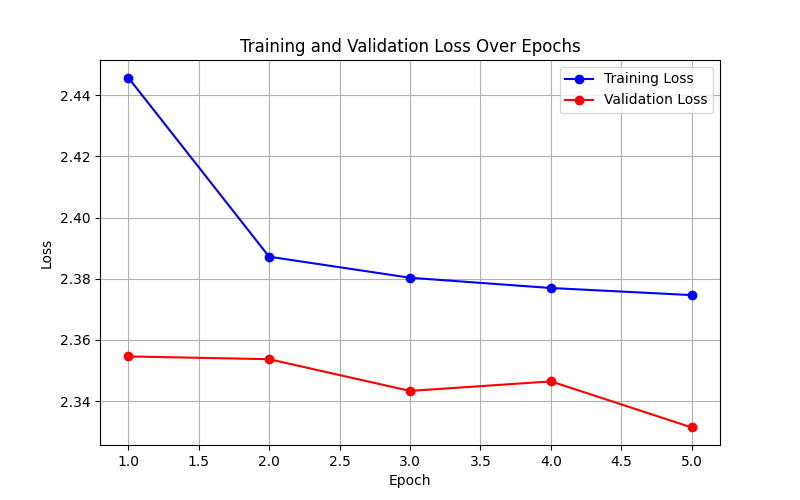 Training and Validation Loss Over Epochs
Training Loss
Validation Loss
2.44
2.42
2.40
2.38
2.36
2.34
Loss
1.0 1.5 2.0 2.5 3.0 3.5 4.0 4.5 5.0
Epoch